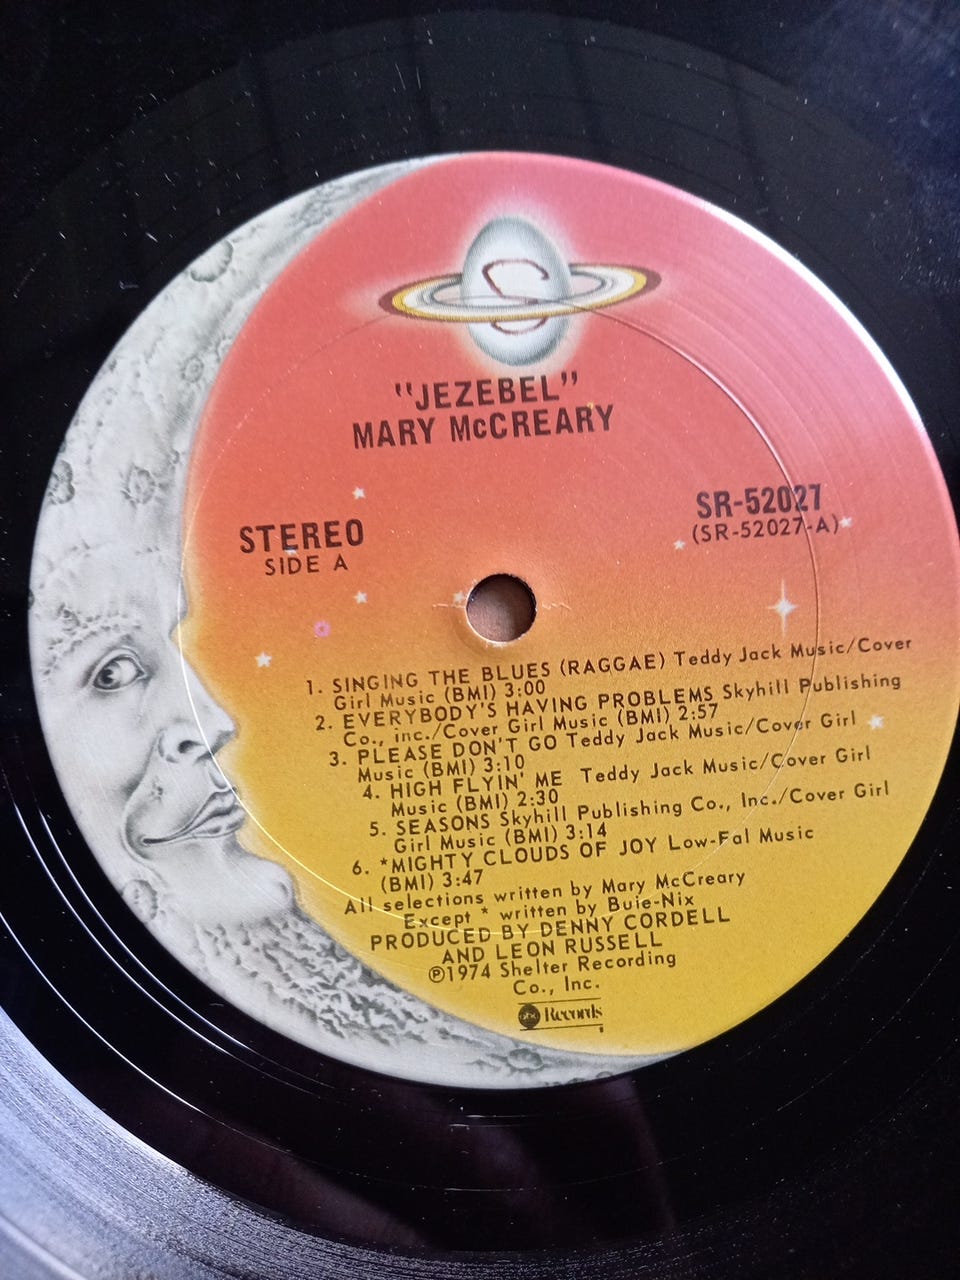 "JEZEBEL"
MARY McCREARY
STEREO
SIDE A
SR-52027
(SR-52027-A)
1. SINGING THE BLUES (RAGGAE) Teddy Jack Music/Cover
Girl Music (BMI) 3:00
2. EVERYBODY'S HAVING PROBLEMS Skyhill Publishing
Co., inc./Cover Girl Music (BMI) 2:57
3. PLEASE DON'T GO Teddy Jack Music/Cover Girl
Music (BMI) 3:10
4. HIGH FLYIN' ME Teddy Jack Music/Cover Girl
Music (BMI) 2:30
5. SEASONS Skyhill Publishing Co., Inc./Cover Girl
Girl Music (BMI) 3:14
6. *MIGHTY CLOUDS OF JOY Low-Fal Music
(BMI) 3:47
All selections written by Mary McCreary
Except * written by Buie-Nix
PRODUCED BY DENNY CORDELL
AND LEON RUSSELL
℗1974 Shelter Recording
Co., Inc.
abc Records